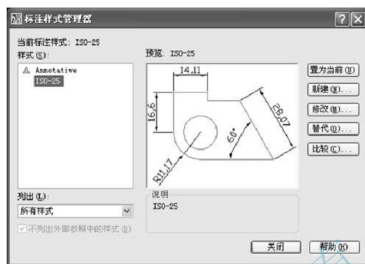 标注样式管理器
当前标注样式: ISO-25
样式(S):
Annotative
ISO-25
预览: ISO-25
14,11
16,6
28,07
60°
R11,17
置为当前(U)
新建(N)...
修改(M)...
替代(O)...
比较(C)...
列出(L):
所有样式
不列出外部参照中的样式(D)
说明
ISO-25
关闭
帮助(H)